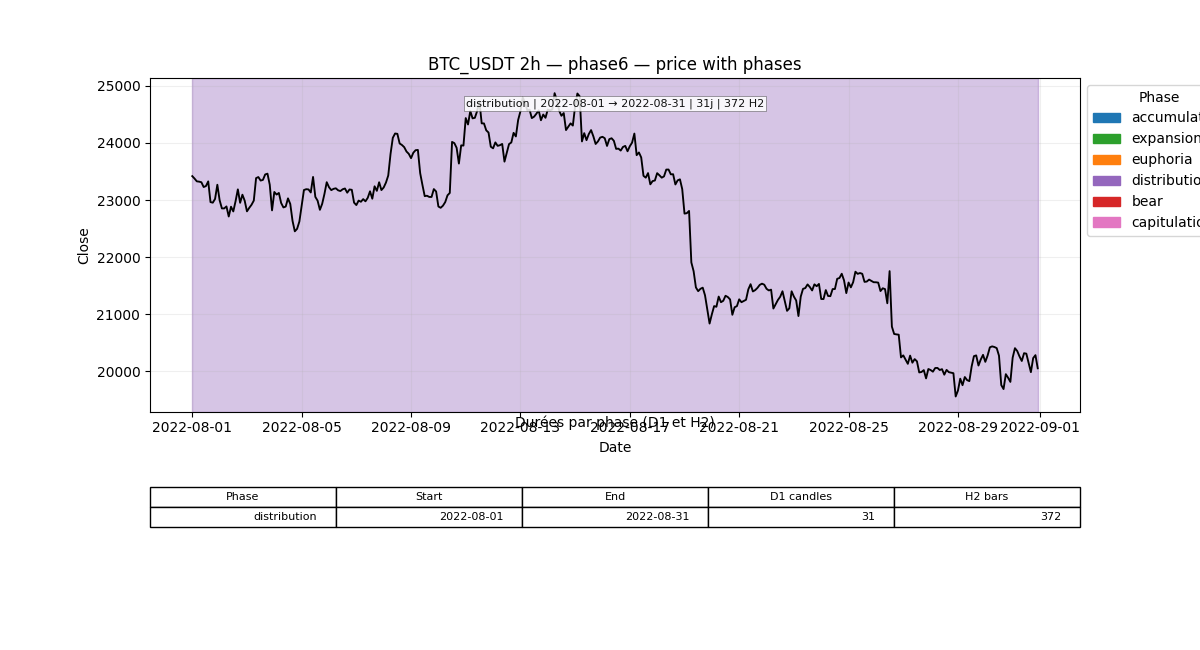 BTC_USDT 2h — phase6 — price with phases
distribution | 2022-08-01 → 2022-08-31 | 31j | 372 H2
Close
25000
24000
23000
22000
21000
20000
Phase
accumulat
expansion
euphoria
distributio
bear
capitulatio
Durées par phase (D1 et H2)
2022-08-01 2022-08-05 2022-08-09 2022-08-13 2022-08-17 2022-08-21 2022-08-25 2022-08-29 2022-09-01
Date
Phase Start End D1 candles H2 bars
distribution 2022-08-01 2022-08-31 31 372